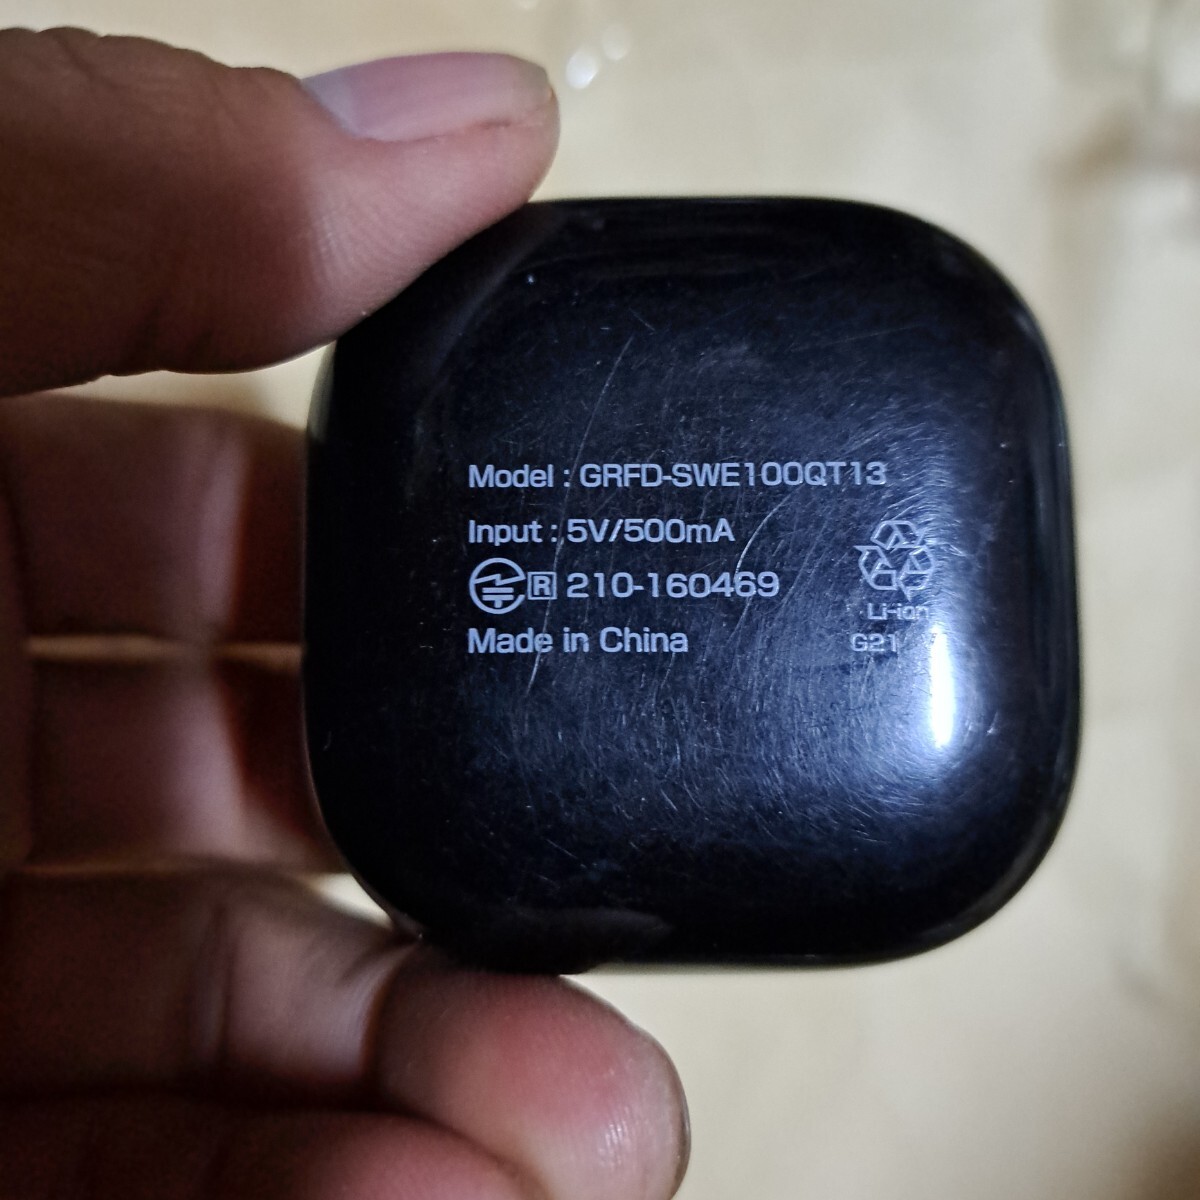 Model : GRFD-SWE100QT13
Input : 5V/500mA
R 210-160469
Made in China
Li-ion
G21